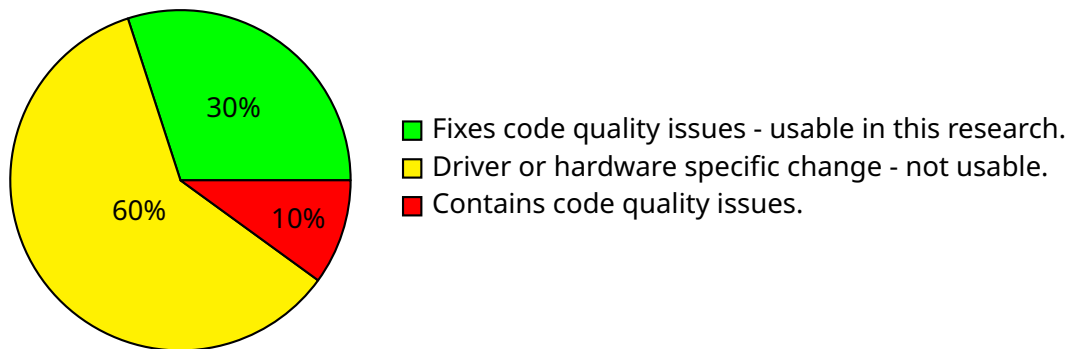 30%
60%
10%
Fixes code quality issues - usable in this research.
Driver or hardware specific change - not usable.
Contains code quality issues.